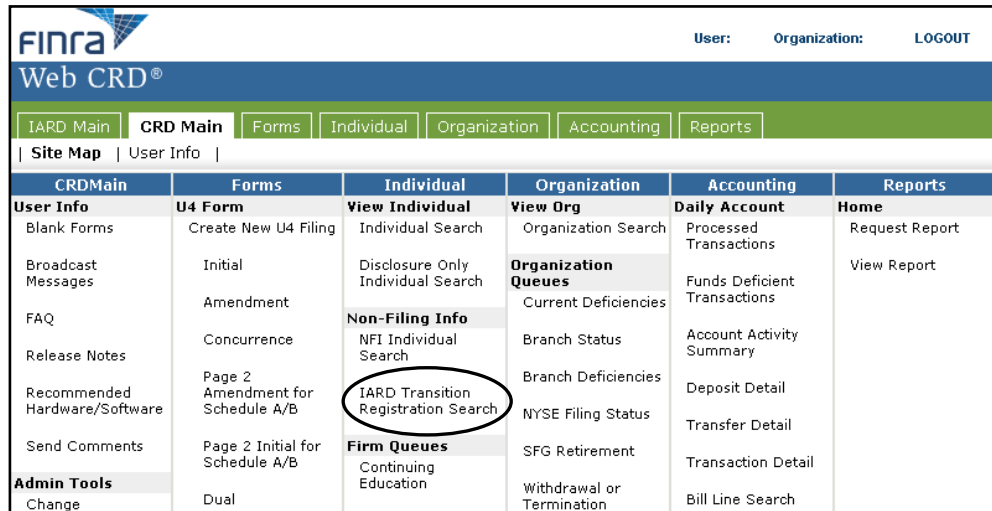 FINra
User: Organization: LOGOUT
Web CRD®
IARD Main CRD Main Forms Individual Organization Accounting Reports
| Site Map | User Info |
CRDMain
User Info
Blank Forms
Broadcast
Messages
FAQ
Release Notes
Recommended
Hardware/Software
Send Comments
Admin Tools
Change
Forms
U4 Form
Create New U4 Filing
Initial
Amendment
Concurrence
Page 2
Amendment for
Schedule A/B
Page 2 Initial for
Schedule A/B
Dual
Individual
View Individual
Individual Search
Disclosure Only
Individual Search
Non-Filing Info
NFI Individual
Search
IARD Transition
Registration Search
Firm Queues
Continuing
Education
Organization
View Org
Organization Search
Organization
Queues
Current Deficiencies
Branch Status
Branch Deficiencies
NYSE Filing Status
SFG Retirement
Withdrawal or
Termination
Accounting
Daily Account
Processed
Transactions
Funds Deficient
Transactions
Account Activity
Summary
Deposit Detail
Transfer Detail
Transaction Detail
Bill Line Search
Reports
Home
Request Report
View Report